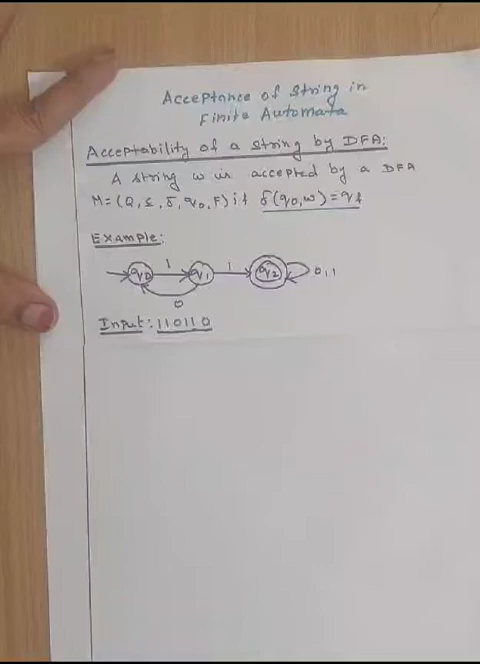 Acceptance of string in
Finite Automata
Acceptability of a string by DFA:
A string w is accepted by a DFA
M=(Q, Σ, δ, q0, F) if δ(q0,w)=qf
Example:
q0 1 q1 1 q2 0,1
0
Input: 110110